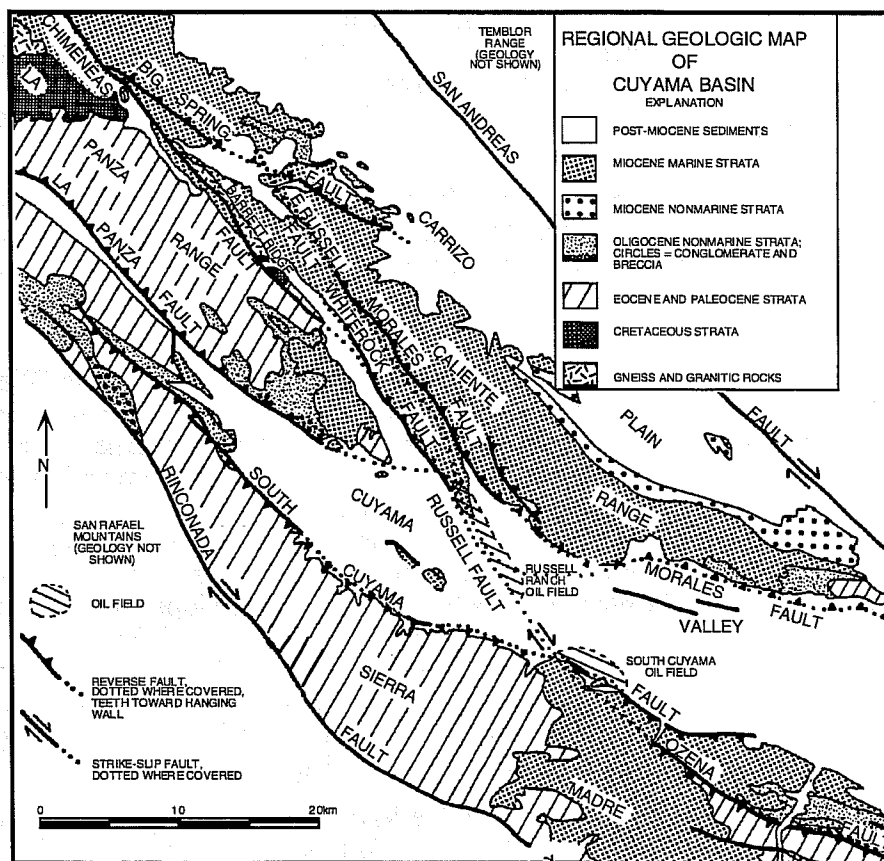 REGIONAL GEOLOGIC MAP
OF
CUYAMA BASIN
EXPLANATION
POST-MIOCENE SEDIMENTS
MIOCENE MARINE STRATA
MIOCENE NONMARINE STRATA
OLIGOCENE NONMARINE STRATA;
CIRCLES = CONGLOMERATE AND
BRECCIA
EOCENE AND PALEOCENE STRATA
CRETACEOUS STRATA
GNEISS AND GRANITIC ROCKS
TEMBLOR
RANGE
(GEOLOGY
NOT SHOWN)
SAN ANDREAS
FAULT
CHIMENEAS
BIG
SPRING
FAULT
LA
PANZA
RANGE
LA
PANZA
FAULT
BARRETT RIDGE
FAULT
E. RUSSELL
FAULT
CARRIZO
PLAIN
WHITEROCK
FAULT
MORALES
FAULT
CALIENTE
RANGE
SOUTH
CUYAMA
FAULT
CUYAMA
VALLEY
RUSSELL FAULT
RUSSELL
RANCH
OIL FIELD
MORALES
FAULT
RINCONADA
FAULT
SIERRA
MADRE
SOUTH CUYAMA
OIL FIELD
OZENA
FAULT
N
SAN RAFAEL
MOUNTAINS
(GEOLOGY NOT
SHOWN)
OIL FIELD
REVERSE FAULT,
DOTTED WHERE COVERED,
TEETH TOWARD HANGING
WALL
STRIKE-SLIP FAULT,
DOTTED WHERE COVERED
0 10 20km